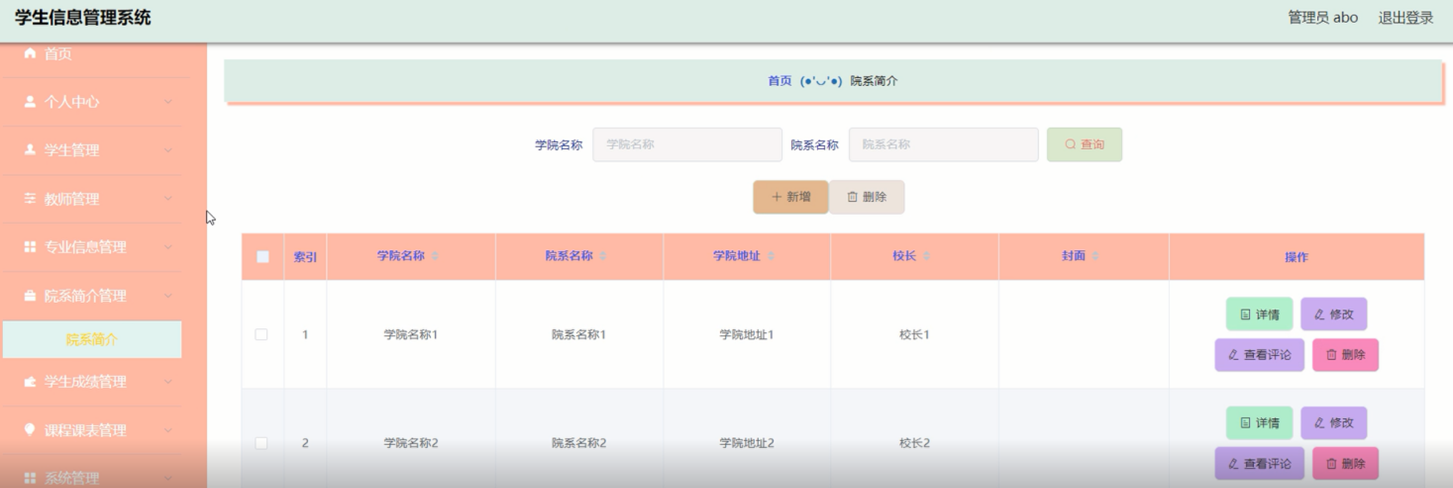 学生信息管理系统
管理员 abo 退出登录
首页
个人中心
学生管理
教师管理
专业信息管理
院系简介管理
院系简介
学生成绩管理
课程课表管理
系统管理
首页 (●'◡'●) 院系简介
学院名称 学院名称 院系名称 院系名称 查询
新增 删除
索引 学院名称 院系名称 学院地址 校长 封面 操作
1 学院名称1 院系名称1 学院地址1 校长1 详情 修改
查看评论 删除
2 学院名称2 院系名称2 学院地址2 校长2 详情 修改
查看评论 删除